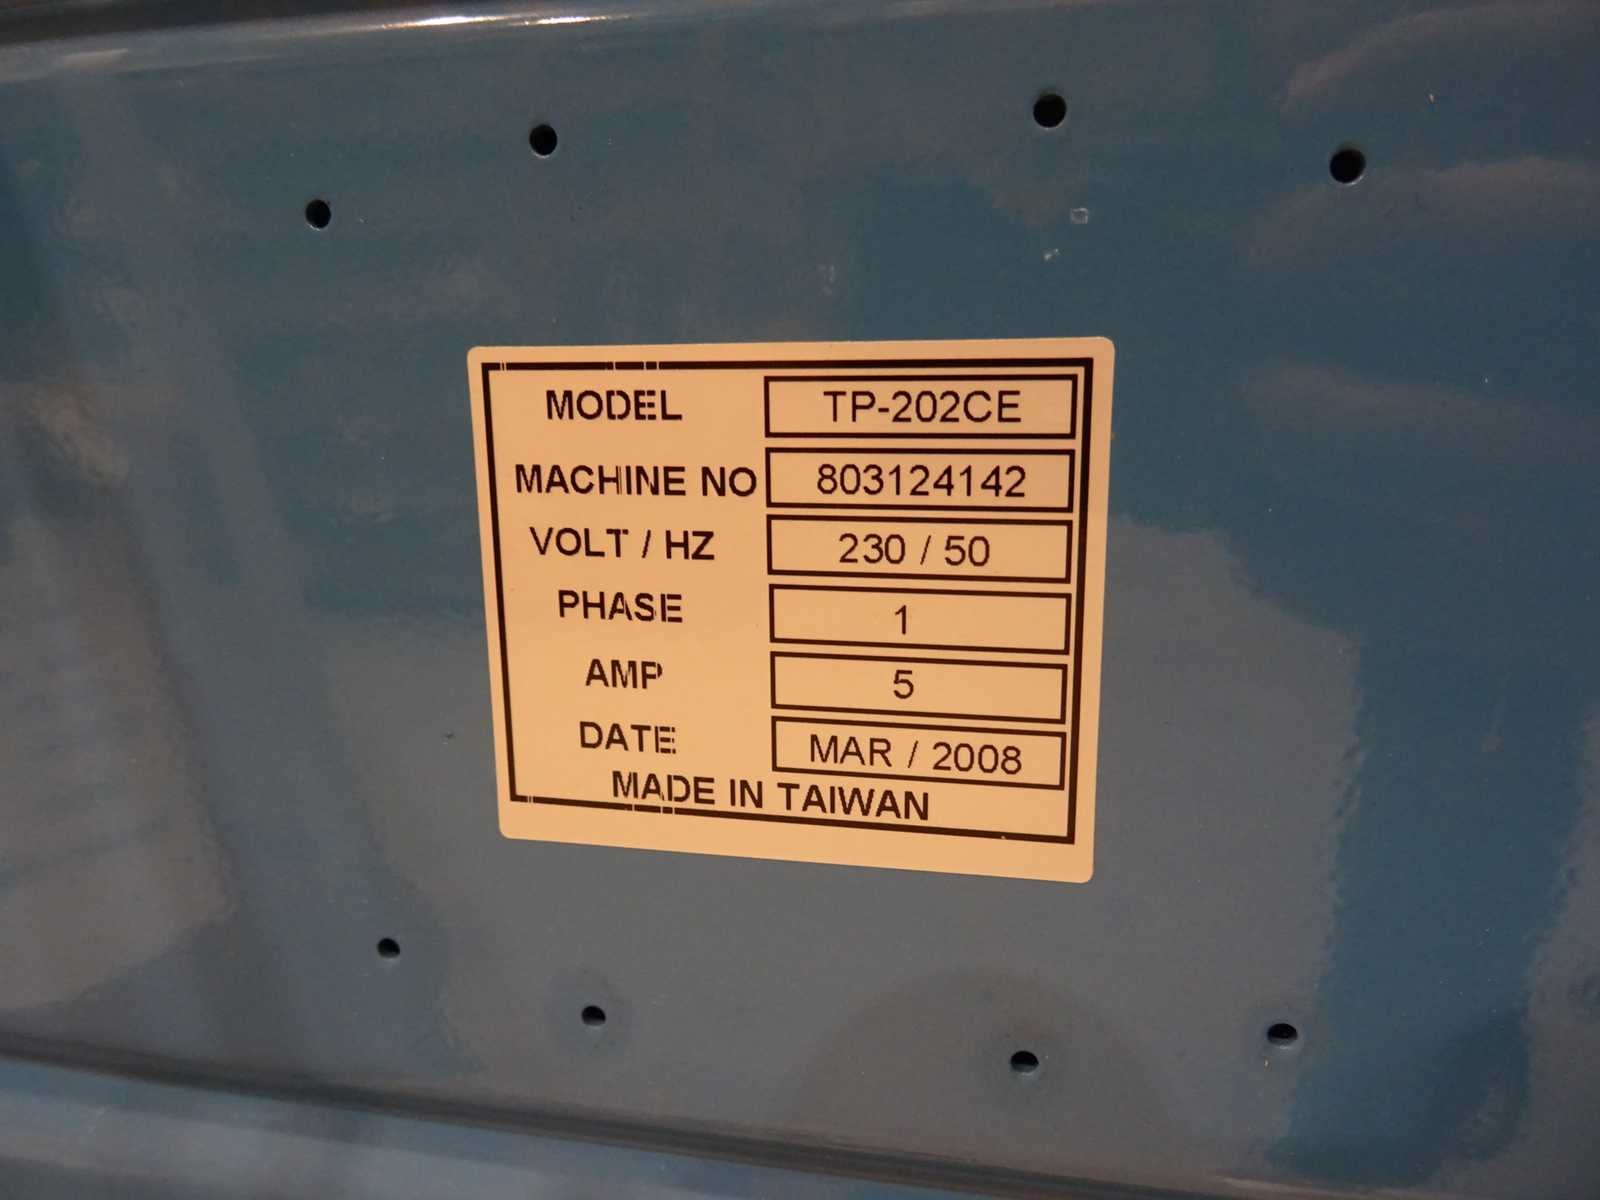 MODEL TP-202CE
MACHINE NO 803124142
VOLT / HZ 230 / 50
PHASE 1
AMP 5
DATE MAR / 2008
MADE IN TAIWAN